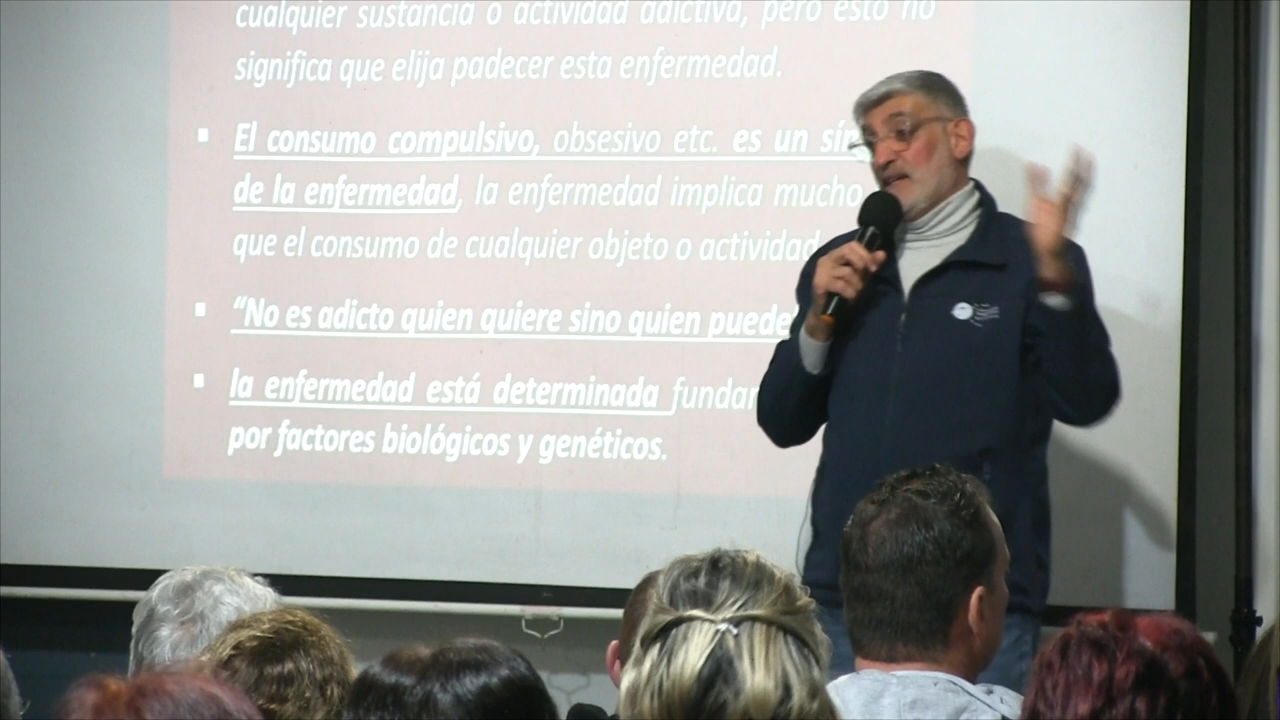 cualquier sustancia o actividad adictiva, pero esto no
significa que elija padecer esta enfermedad.
▪ El consumo compulsivo, obsesivo etc. es un sín
de la enfermedad, la enfermedad implica mucho
que el consumo de cualquier objeto o actividad
▪ “No es adicto quien quiere sino quien puede
▪ la enfermedad está determinada fundam
por factores biológicos y genéticos.